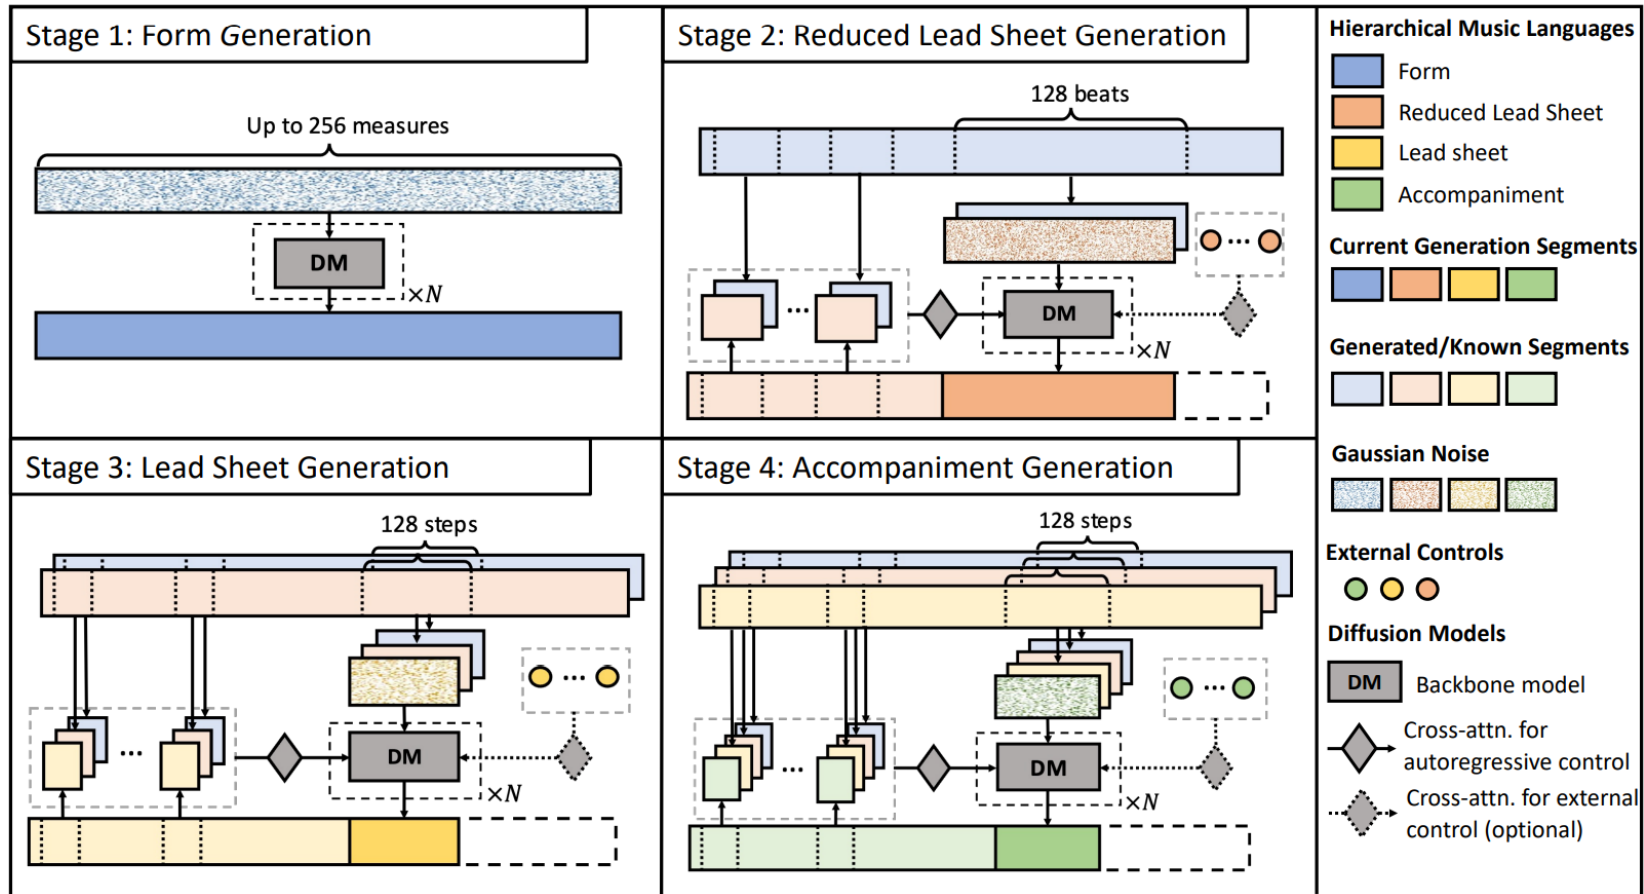 Stage 1: Form Generation
Up to 256 measures
DM
×N
Stage 2: Reduced Lead Sheet Generation
128 beats
...
DM
×N
...
Stage 3: Lead Sheet Generation
128 steps
...
...
DM
×N
Stage 4: Accompaniment Generation
128 steps
...
...
DM
×N
Hierarchical Music Languages
Form
Reduced Lead Sheet
Lead sheet
Accompaniment
Current Generation Segments
Generated/Known Segments
Gaussian Noise
External Controls
Diffusion Models
DM
Backbone model
Cross-attn. for
autoregressive control
Cross-attn. for external
control (optional)